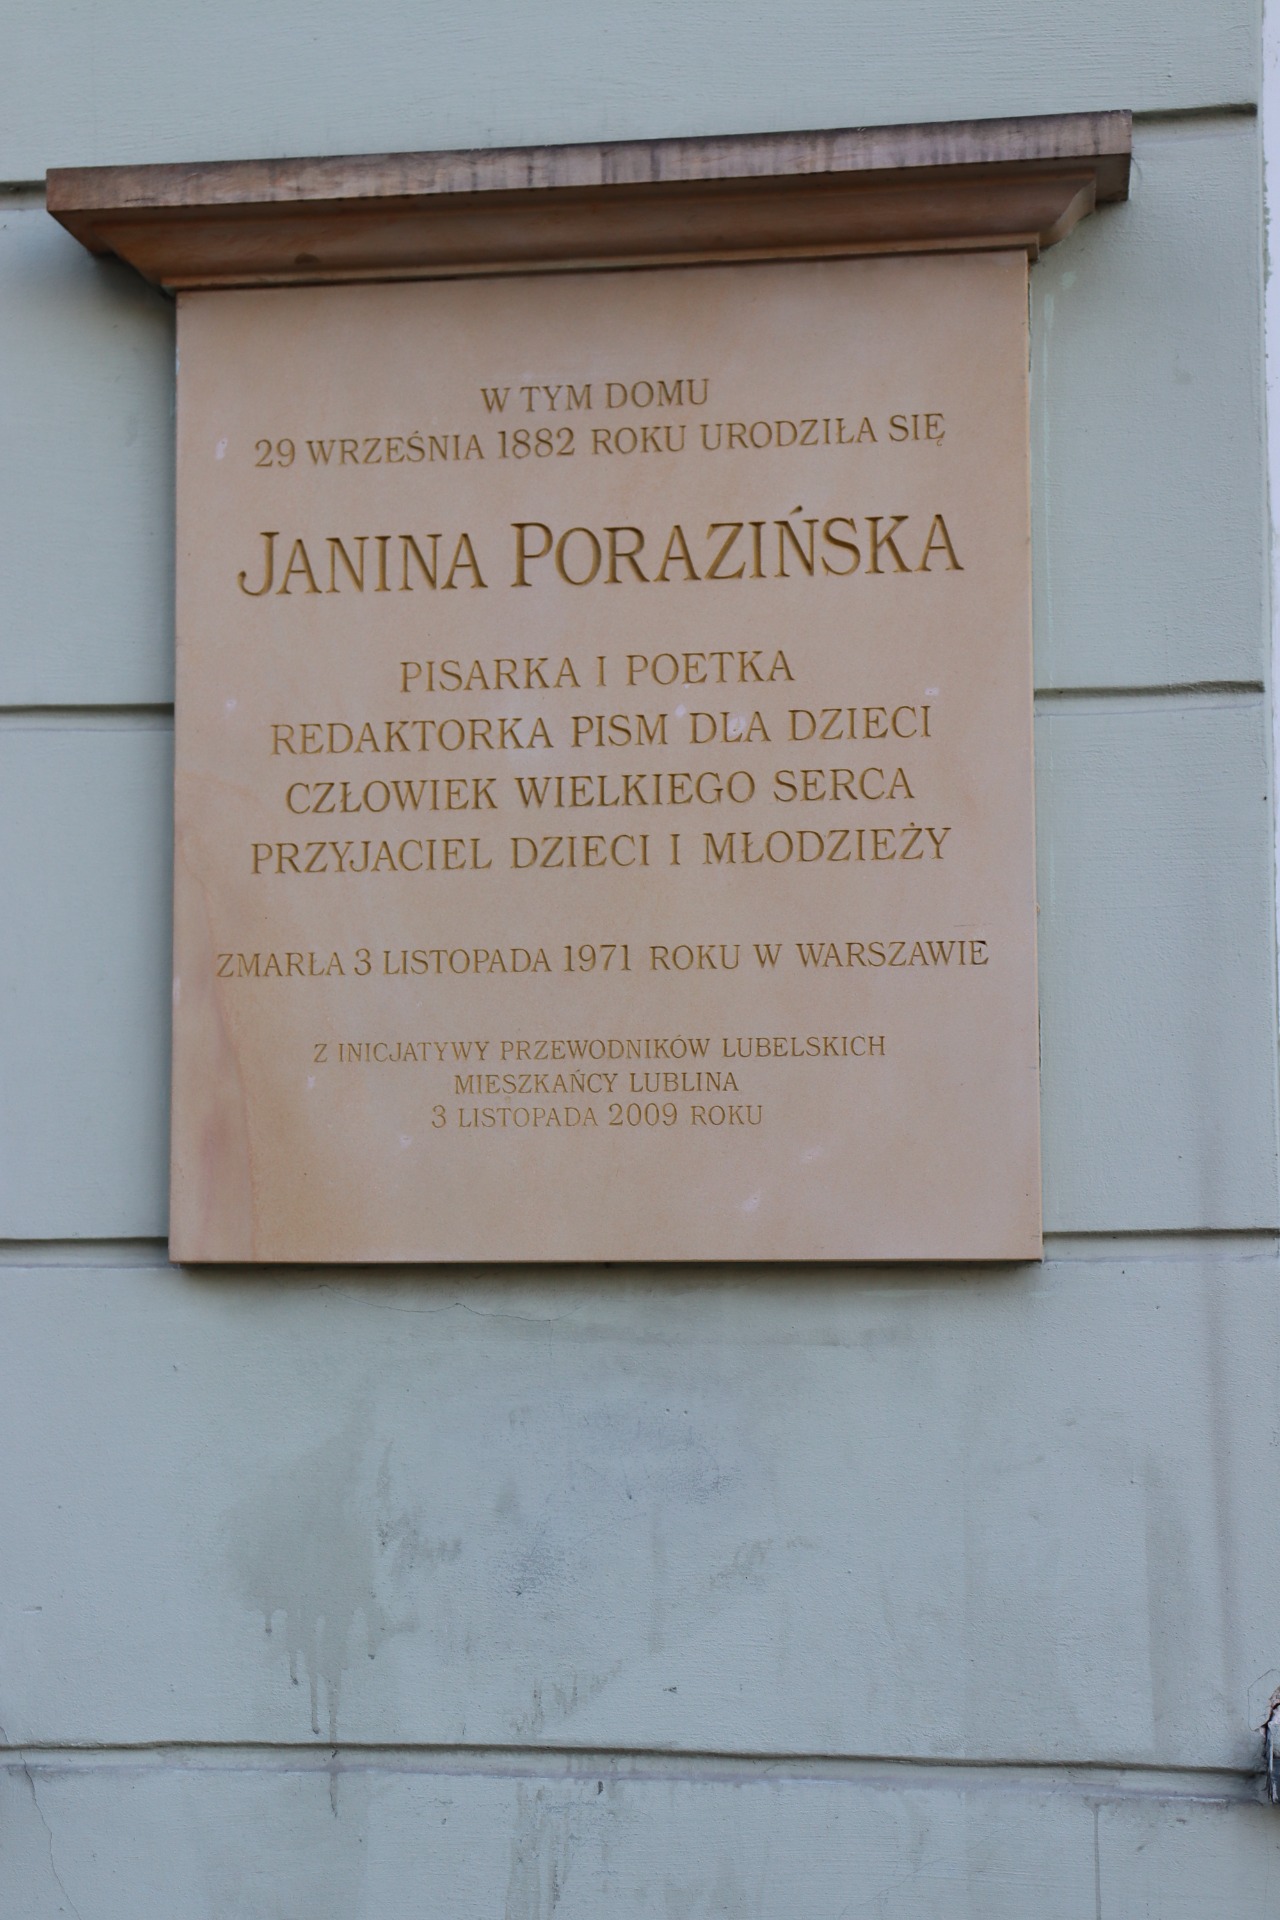 W TYM DOMU
29 WRZEŚNIA 1882 ROKU URODZIŁA SIĘ
JANINA PORAZIŃSKA
PISARKA I POETKA
REDAKTORKA PISM DLA DZIECI
CZŁOWIEK WIELKIEGO SERCA
PRZYJACIEL DZIECI I MŁODZIEŻY
ZMARŁA 3 LISTOPADA 1971 ROKU W WARSZAWIE
Z INICJATYWY PRZEWODNIKÓW LUBELSKICH
MIESZKAŃCY LUBLINA
3 LISTOPADA 2009 ROKU